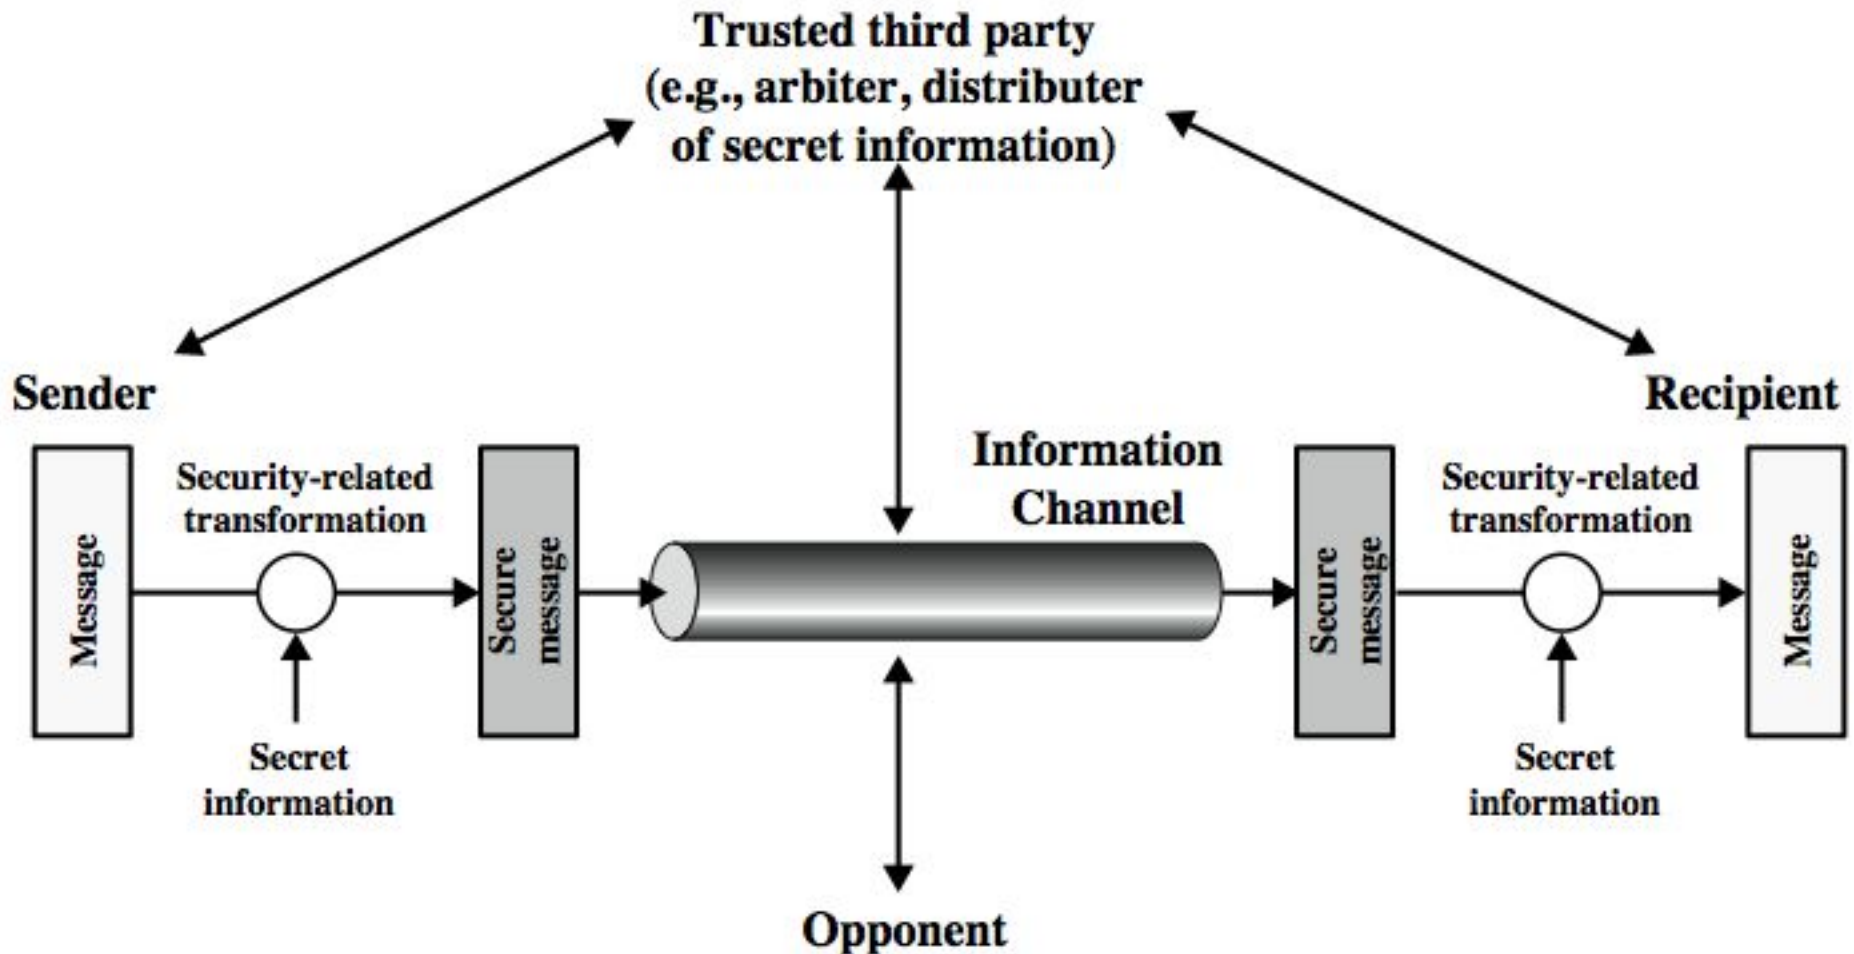 Trusted third party
(e.g., arbiter, distributer
of secret information)
Sender
Recipient
Information
Channel
Security-related
transformation
Security-related
transformation
Message
Secure
message
Secure
message
Message
Secret
information
Secret
information
Opponent